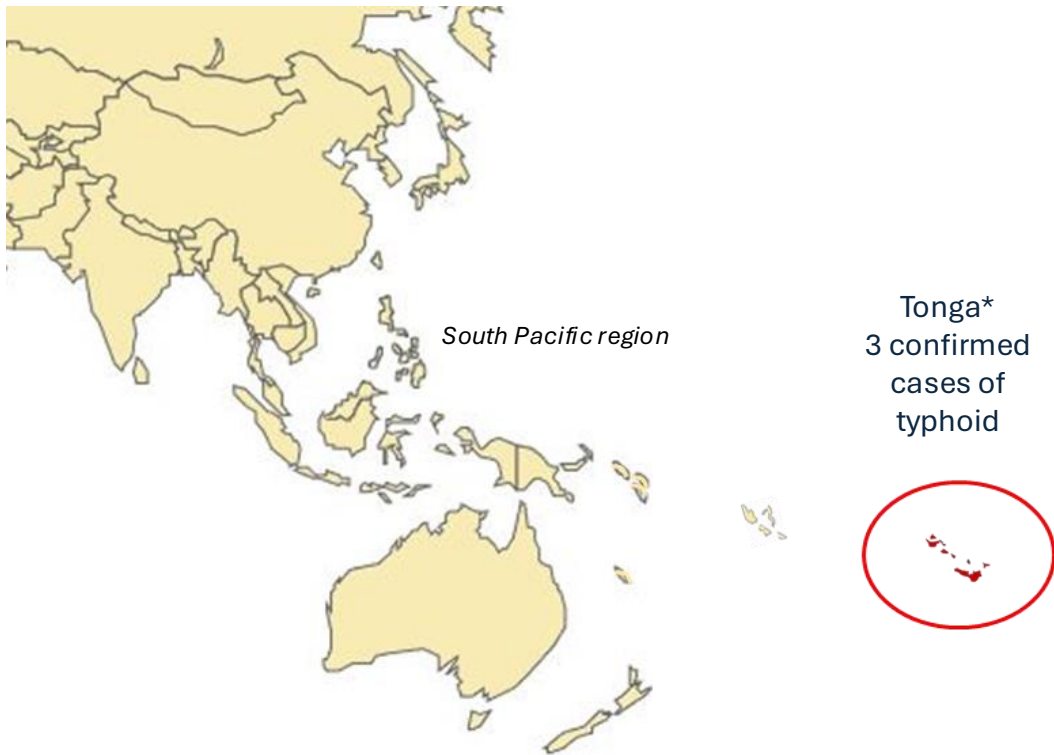 South Pacific region
Tonga*
3 confirmed
cases of
typhoid